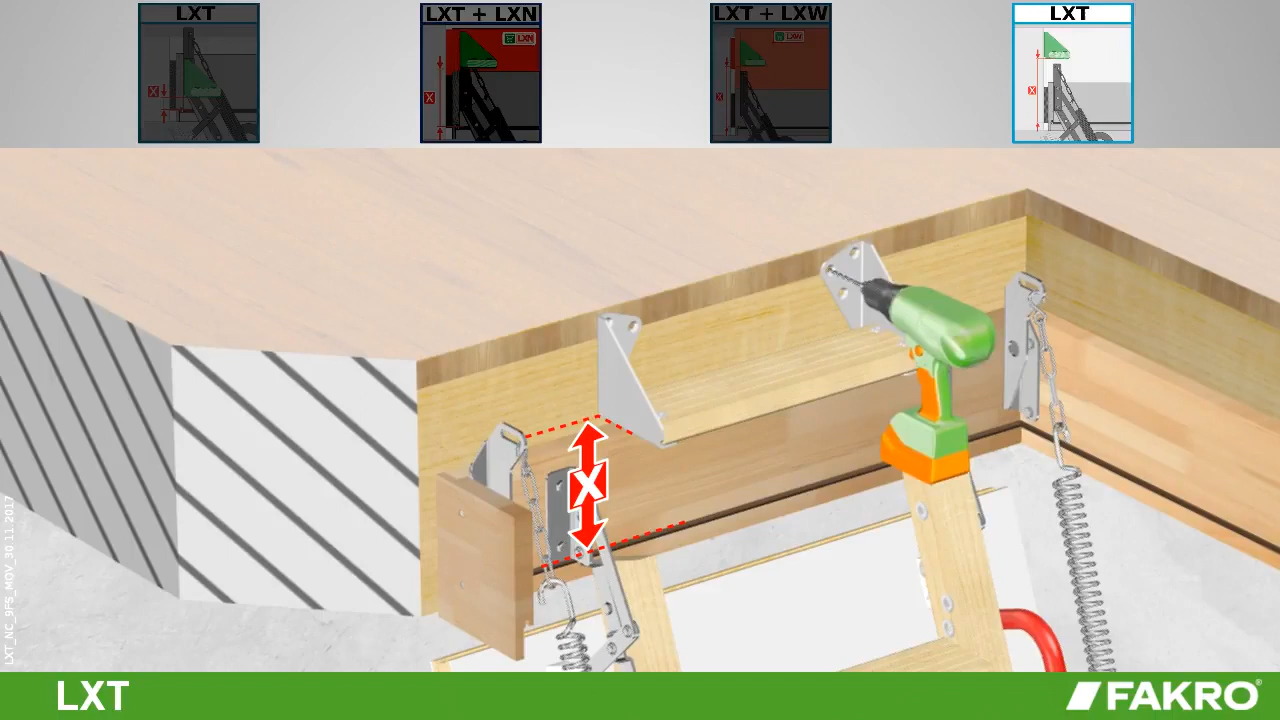 LXT
LXT + LXN
LXT + LXW
LXT
LXN
LXW
X
X
X
X
X
LXT_NC_9FS_MOV_30.11.2017
LXT
FAKRO®